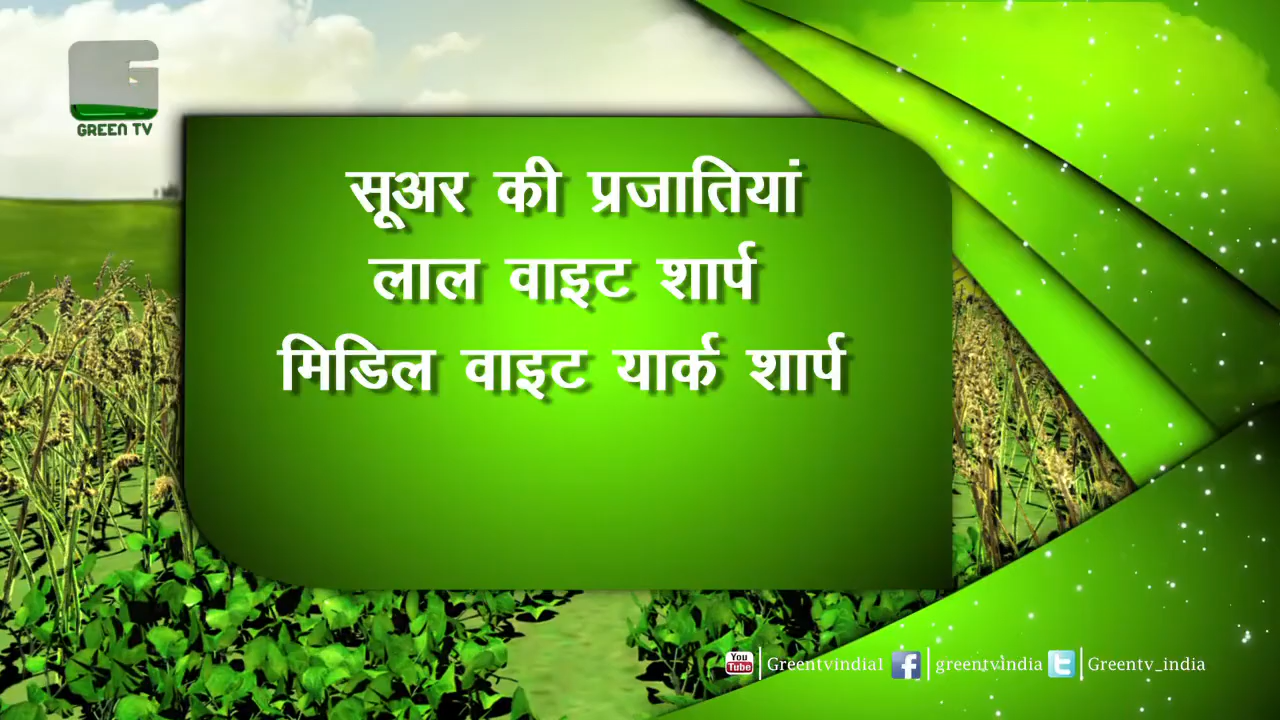 GREEN TV
सूअर की प्रजातियां
लाल वाइट शार्प
मिडिल वाइट यार्क शार्प
You Tube Greentvindia1 f greentvindia t Greentv_india